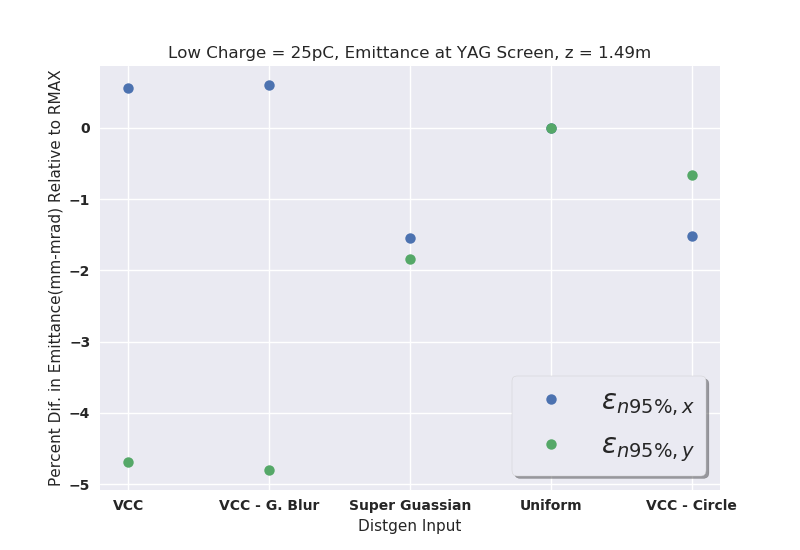 Low Charge = 25pC, Emittance at YAG Screen, z = 1.49m
Percent Dif. in Emittance(mm-mrad) Relative to RMAX
0
−1
−2
−3
−4
−5
ε_{n95%, x}
ε_{n95%, y}
VCC VCC - G. Blur Super Guassian Uniform VCC - Circle
Distgen Input